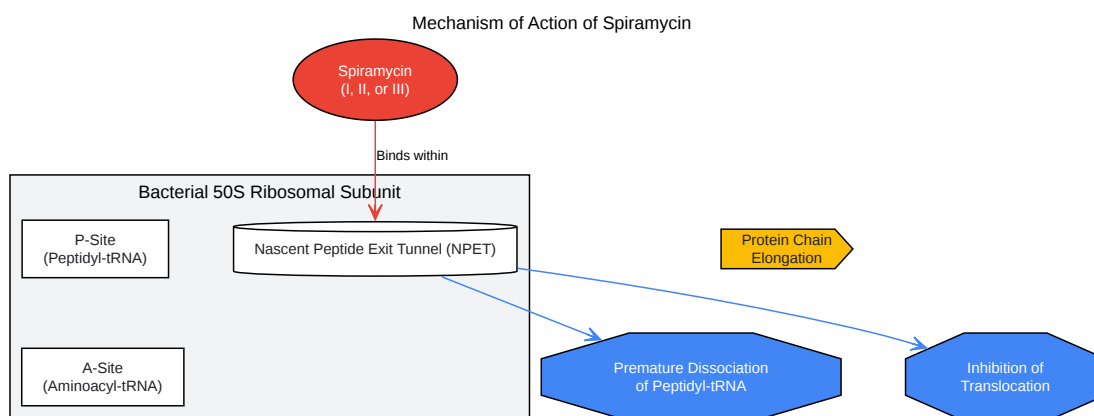 Mechanism of Action of Spiramycin
Spiramycin
(I, II, or III)
Binds within
Bacterial 50S Ribosomal Subunit
P-Site
(Peptidyl-tRNA)
Nascent Peptide Exit Tunnel (NPET)
Protein Chain
Elongation
A-Site
(Aminoacyl-tRNA)
Premature Dissociation
of Peptidyl-tRNA
Inhibition of
Translocation